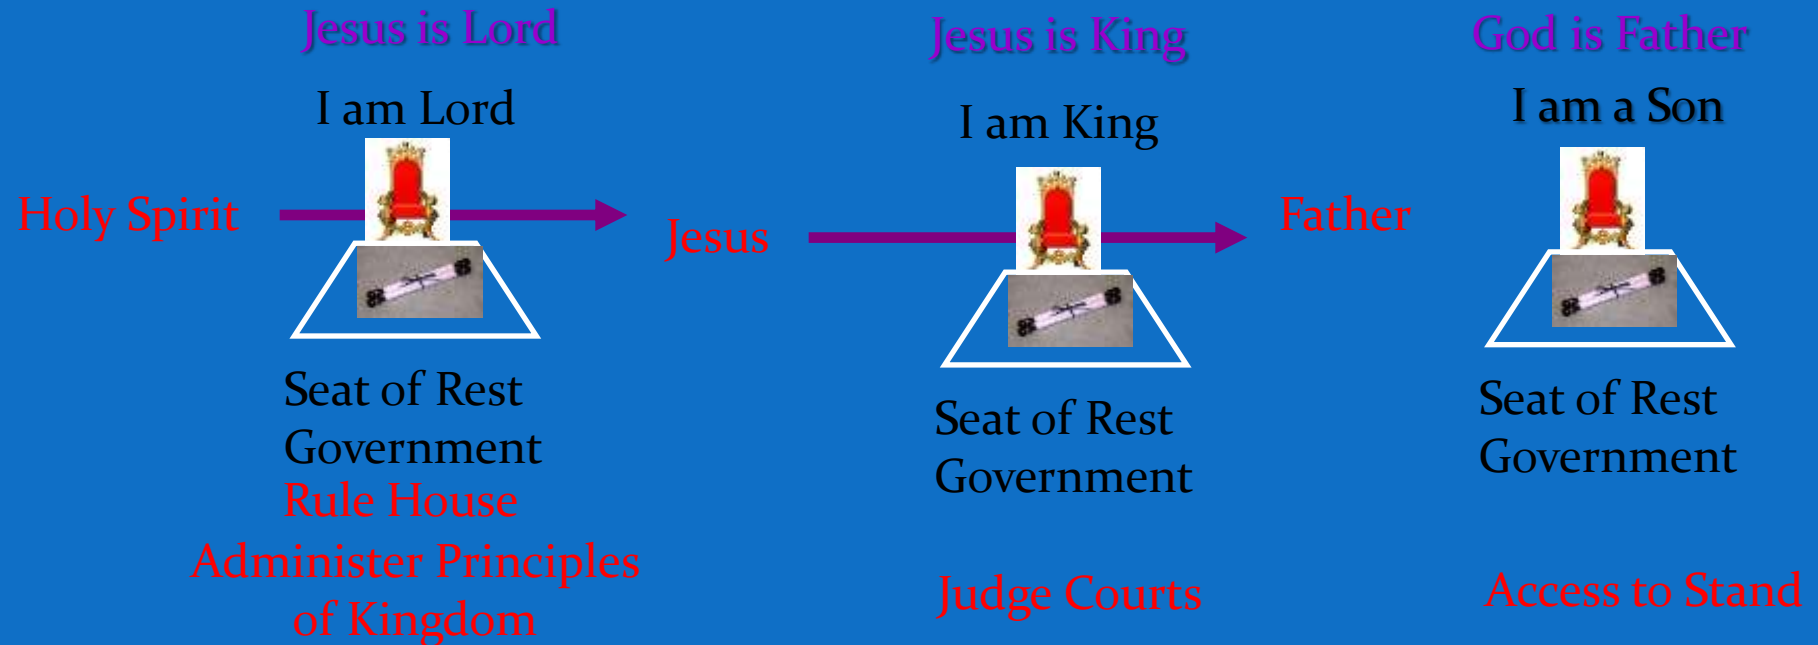 Jesus is Lord
I am Lord
Holy Spirit
Seat of Rest
Government
Rule House
Administer Principles
of Kingdom
Jesus is King
I am King
Jesus
Seat of Rest
Government
Judge Courts
God is Father
I am a Son
Father
Seat of Rest
Government
Access to Stand